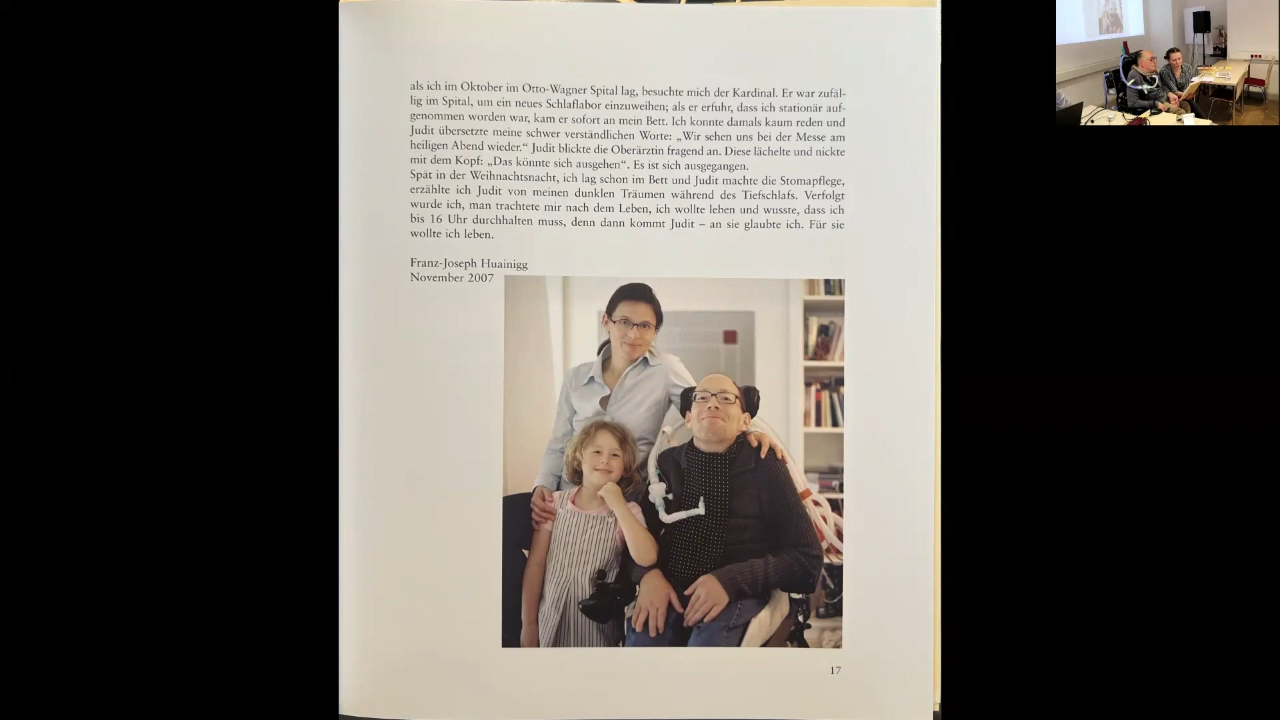 als ich im Oktober im Otto-Wagner Spital lag, besuchte mich der Kardinal. Er war zufäl-
lig im Spital, um ein neues Schlaflabor einzuweihen; als er erfuhr, dass ich stationär auf-
genommen worden war, kam er sofort an mein Bett. Ich konnte damals kaum reden und
Judit übersetzte meine schwer verständlichen Worte: „Wir sehen uns bei der Messe am
heiligen Abend wieder.“ Judit blickte die Oberärztin fragend an. Diese lächelte und nickte
mit dem Kopf: „Das könnte sich ausgehen“. Es ist sich ausgegangen.
Spät in der Weihnachtsnacht, ich lag schon im Bett und Judit machte die Stomapflege,
erzählte ich Judit von meinen dunklen Träumen während des Tiefschlafs. Verfolgt
wurde ich, man trachtete mir nach dem Leben, ich wollte leben und wusste, dass ich
bis 16 Uhr durchhalten muss, denn dann kommt Judit – an sie glaubte ich. Für sie
wollte ich leben.
Franz-Joseph Huainigg
November 2007
17